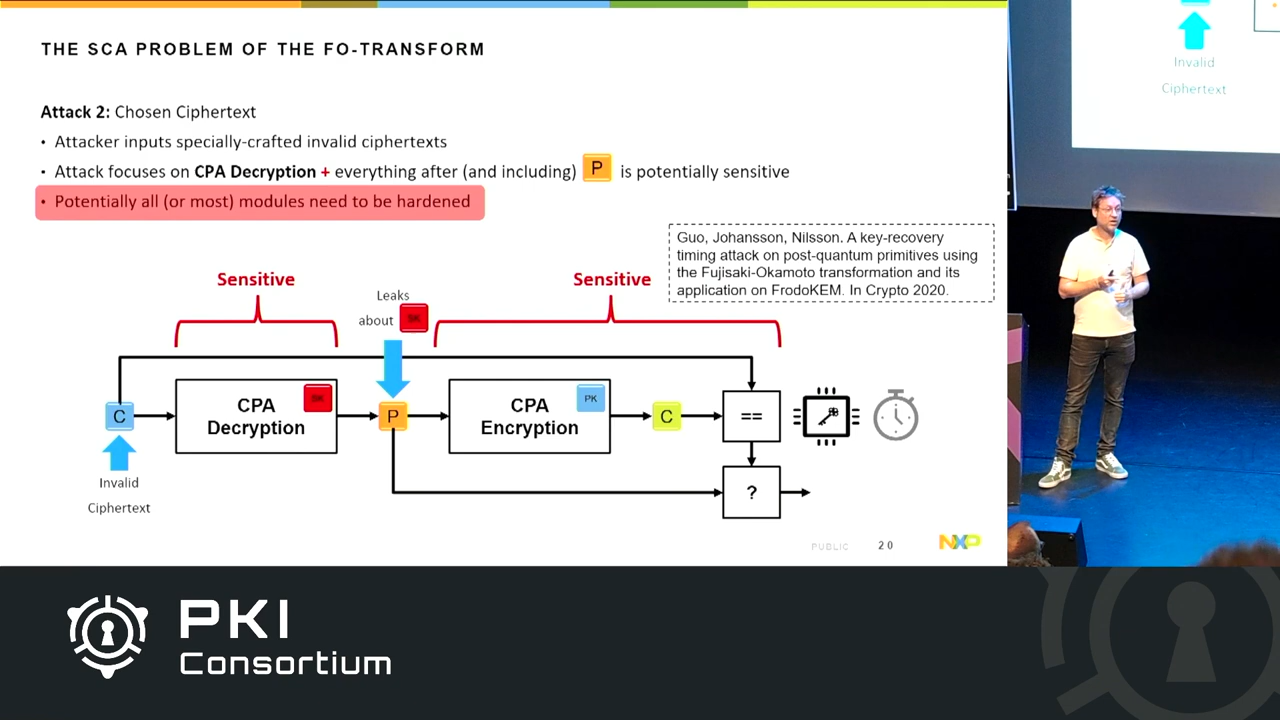 THE SCA PROBLEM OF THE FO-TRANSFORM
Attack 2: Chosen Ciphertext
• Attacker inputs specially-crafted invalid ciphertexts
• Attack focuses on CPA Decryption + everything after (and including) P is potentially sensitive
• Potentially all (or most) modules need to be hardened
Guo, Johansson, Nilsson. A key-recovery
timing attack on post-quantum primitives using
the Fujisaki-Okamoto transformation and its
application on FrodoKEM. In Crypto 2020.
Sensitive
Sensitive
Leaks
about SK
C
CPA
Decryption
SK
P
CPA
Encryption
PK
C
==
?
Invalid
Ciphertext
PUBLIC
20
NXP
Invalid
Ciphertext
PKI
Consortium